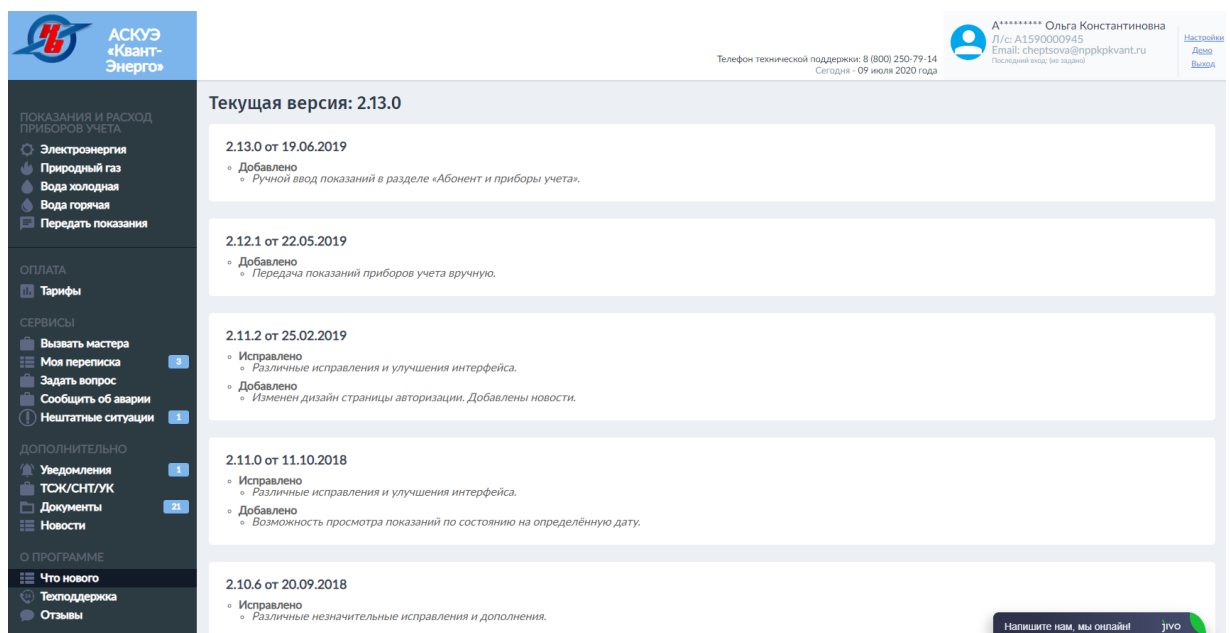 АСКУЭ
«Квант-
Энерго»
Телефон технической поддержки: 8 (800) 250-79-14
Сегодня - 09 июля 2020 года
А********* Ольга Константиновна
Л/с: A1590000945
Email: cheptsova@nppkpkvant.ru
Последний вход: (не задано)
Настройки
Демо
Выход
ПОКАЗАНИЯ И РАСХОД
ПРИБОРОВ УЧЕТА
Электроэнергия
Природный газ
Вода холодная
Вода горячая
Передать показания
ОПЛАТА
Тарифы
СЕРВИСЫ
Вызвать мастера
Моя переписка 3
Задать вопрос
Сообщить об аварии
Нештатные ситуации 1
ДОПОЛНИТЕЛЬНО
Уведомления 1
ТСЖ/СНТ/УК
Документы 21
Новости
О ПРОГРАММЕ
Что нового
Техподдержка
Отзывы
Текущая версия: 2.13.0
2.13.0 от 19.06.2019
Добавлено
Ручной ввод показаний в разделе «Абонент и приборы учета».
2.12.1 от 22.05.2019
Добавлено
Передача показаний приборов учета вручную.
2.11.2 от 25.02.2019
Исправлено
Различные исправления и улучшения интерфейса.
Добавлено
Изменен дизайн страницы авторизации. Добавлены новости.
2.11.0 от 11.10.2018
Исправлено
Различные исправления и улучшения интерфейса.
Добавлено
Возможность просмотра показаний по состоянию на определённую дату.
2.10.6 от 20.09.2018
Исправлено
Различные незначительные исправления и дополнения.
Напишите нам, мы онлайн! jivo